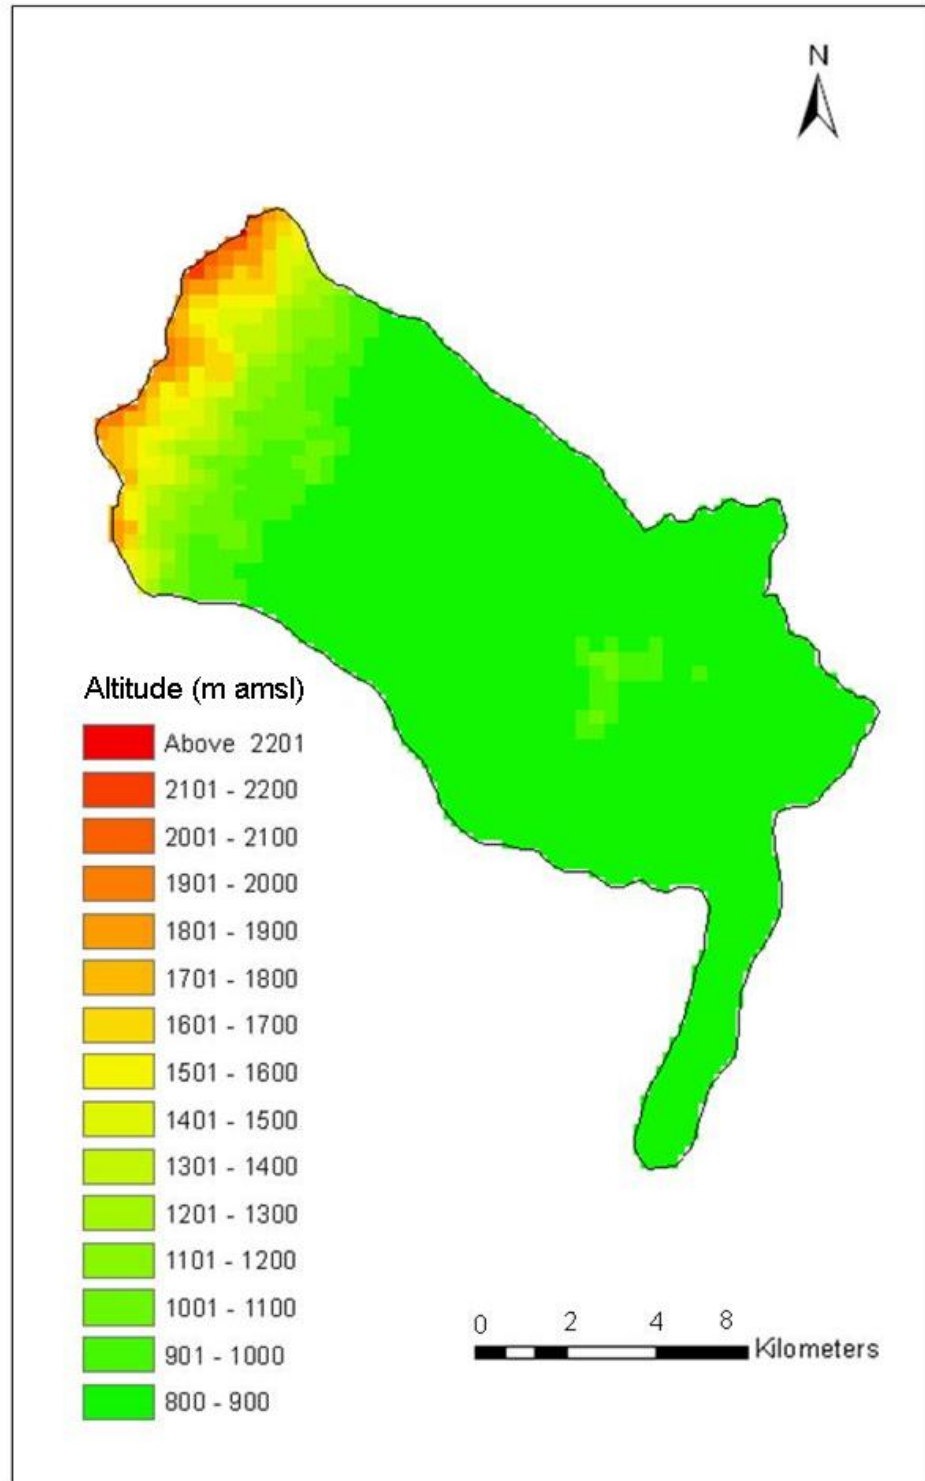 N
Altitude (m amsl)
Above 2201
2101 - 2200
2001 - 2100
1901 - 2000
1801 - 1900
1701 - 1800
1601 - 1700
1501 - 1600
1401 - 1500
1301 - 1400
1201 - 1300
1101 - 1200
1001 - 1100
901 - 1000
800 - 900
0 2 4 8
Kilometers